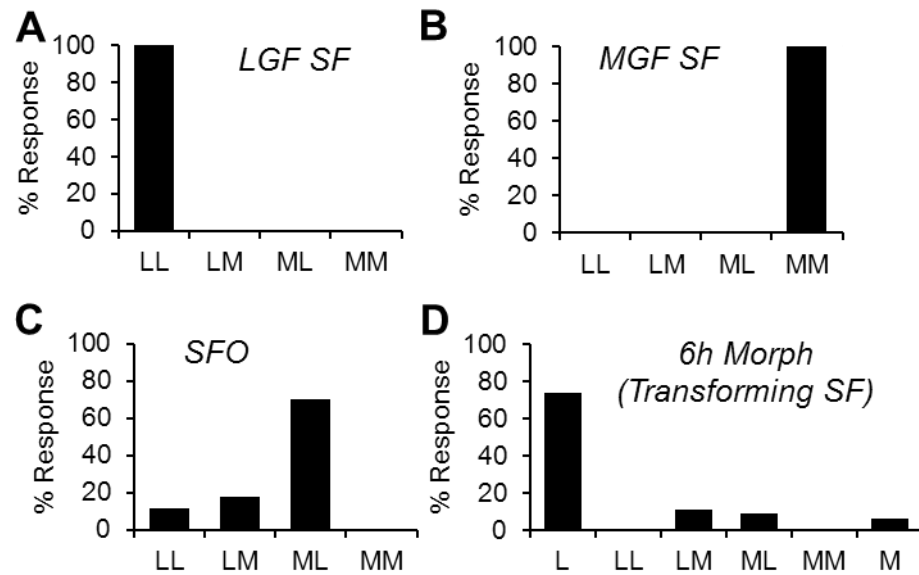 A
LGF SF
% Response
100
80
60
40
20
0
LL LM ML MM
B
MGF SF
% Response
100
80
60
40
20
0
LL LM ML MM
C
SFO
% Response
100
80
60
40
20
0
LL LM ML MM
D
6h Morph
(Transforming SF)
% Response
100
80
60
40
20
0
L LL LM ML MM M